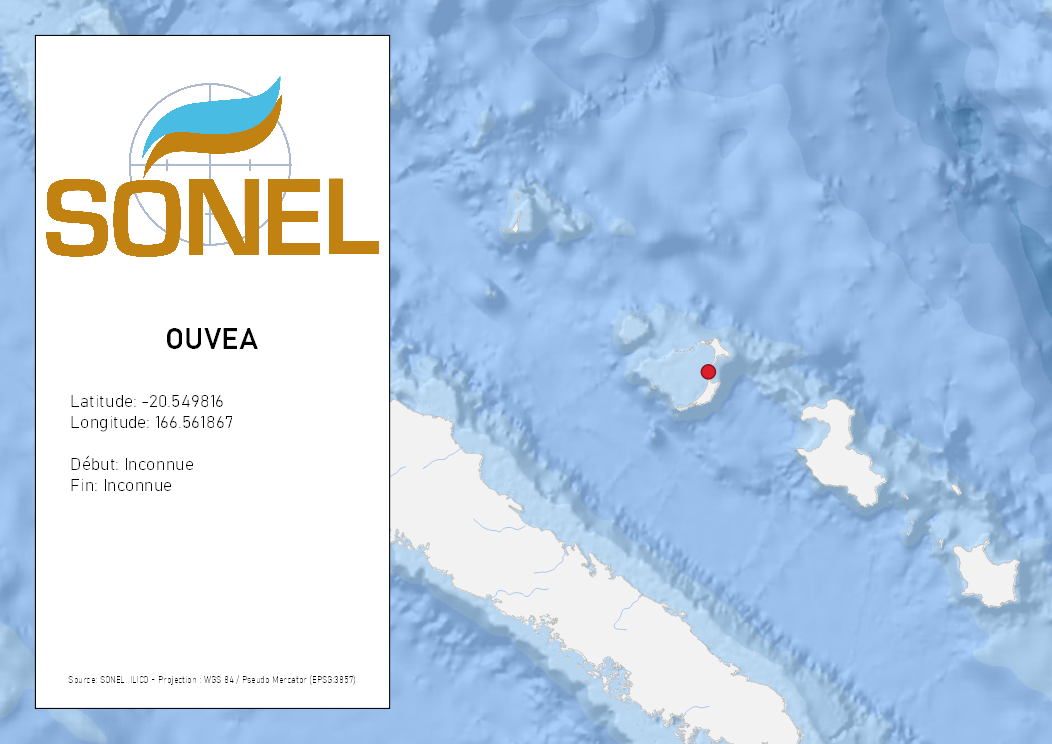 SONEL
OUVEA
Latitude: -20.549816
Longitude: 166.561867
Début: Inconnue
Fin: Inconnue
Source: SONEL, ILICO - Projection : WGS 84 / Pseudo Mercator (EPSG:3857)